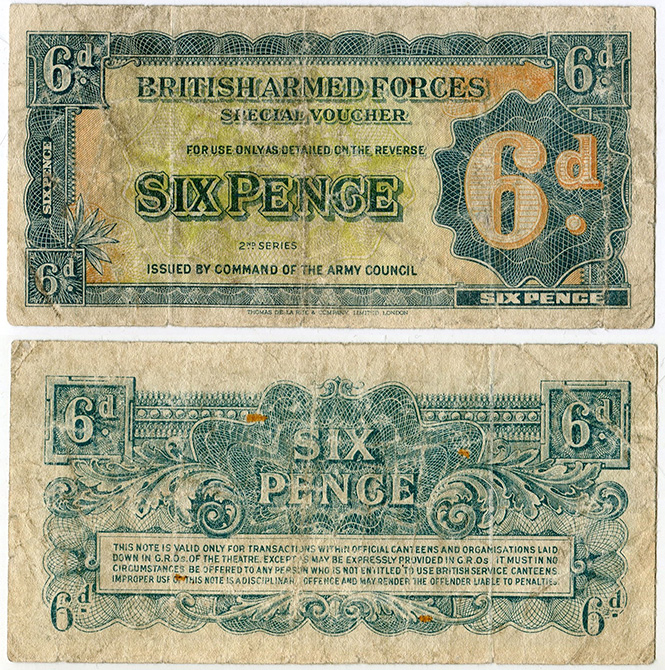 6d
6d
BRITISH ARMED FORCES
SPECIAL VOUCHER
FOR USE ONLY AS DETAILED ON THE REVERSE
SIX PENCE
SIX PENCE
6d.
2ND SERIES
6d
ISSUED BY COMMAND OF THE ARMY COUNCIL
SIX PENCE
THOMAS DE LA RUE & COMPANY, LIMITED, LONDON
6d
6d
SIX
PENCE
THIS NOTE IS VALID ONLY FOR TRANSACTIONS WITHIN OFFICIAL CANTEENS AND ORGANISATIONS LAID
DOWN IN G.R.Os. OF THE THEATRE. EXCEPT AS MAY BE EXPRESSLY PROVIDED IN G.R.Os IT MUST IN NO
CIRCUMSTANCES BE OFFERED TO ANY PERSON WHO IS NOT ENTITLED TO USE BRITISH SERVICE CANTEENS.
IMPROPER USE OF THIS NOTE IS A DISCIPLINARY OFFENCE AND MAY RENDER THE OFFENDER LIABLE TO PENALTIES.
6d
6d